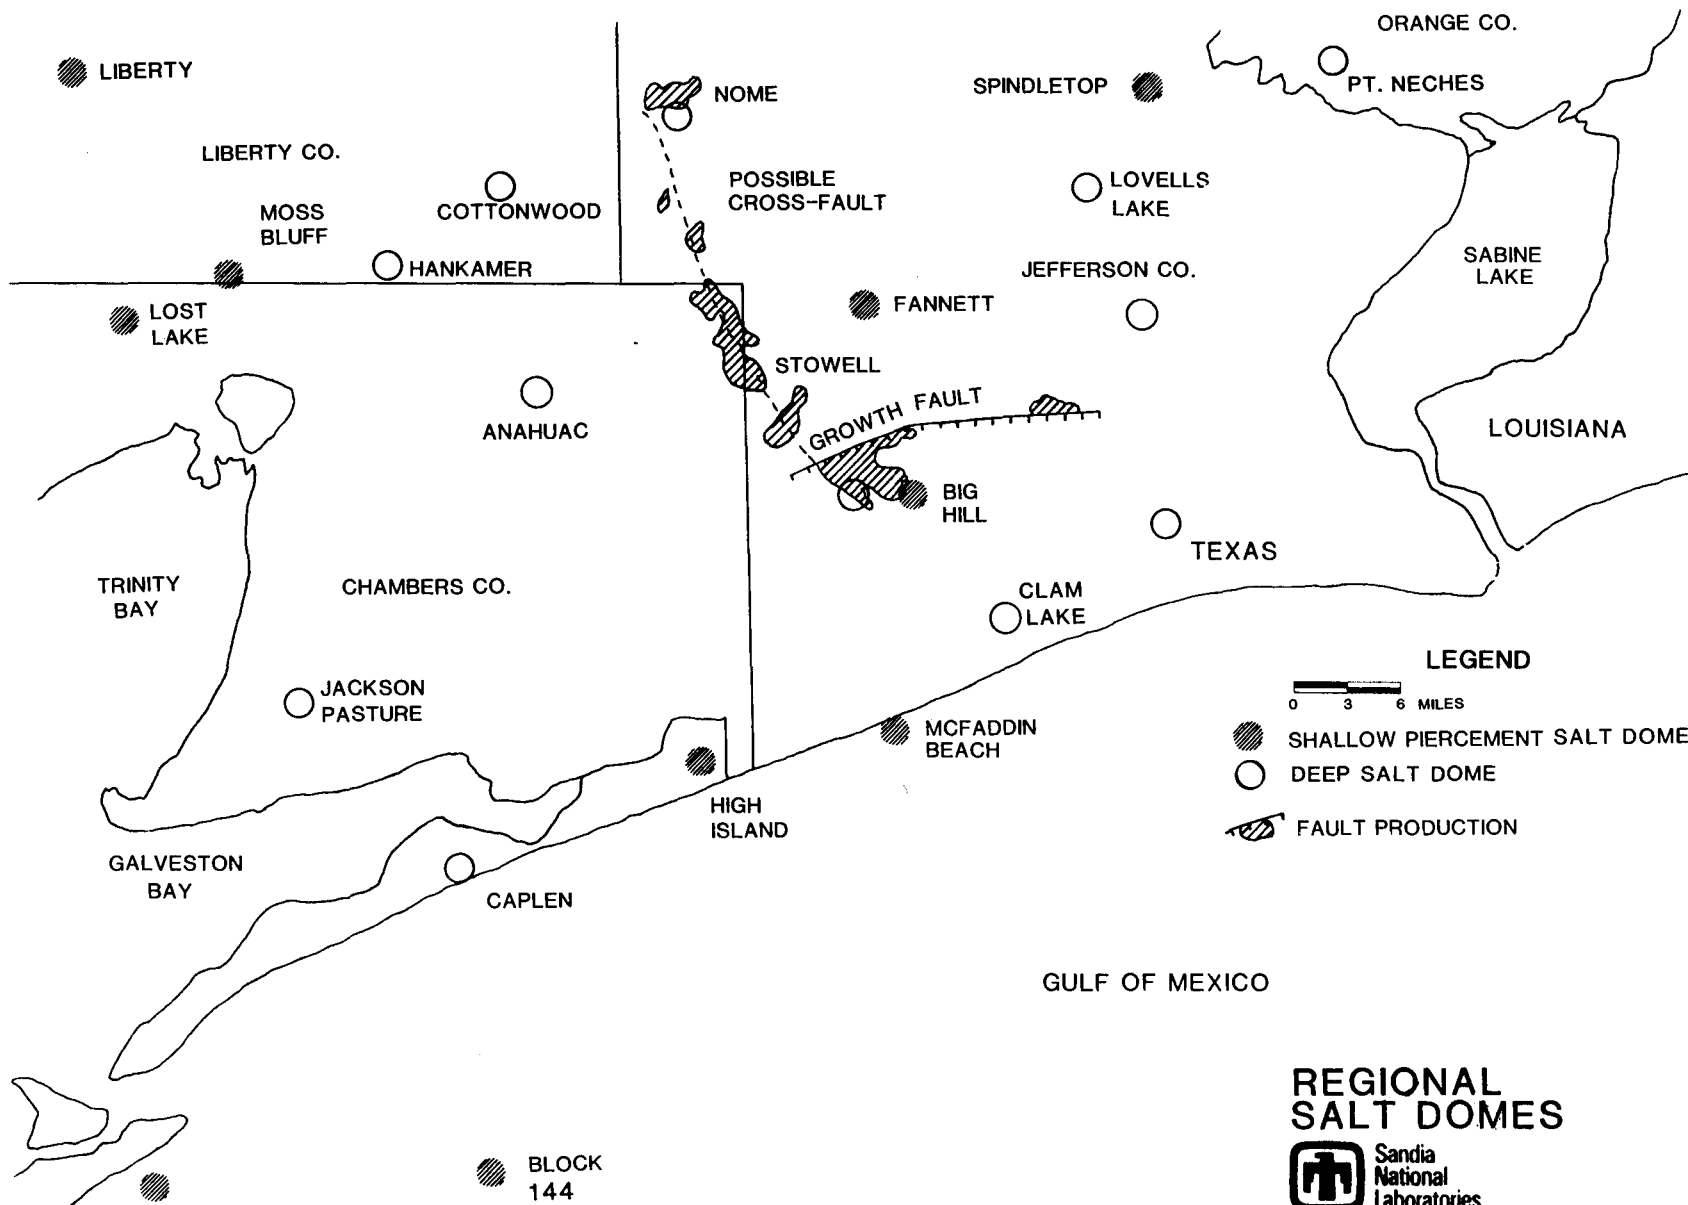 ORANGE CO.
LIBERTY
NOME
SPINDLETOP
PT. NECHES
LIBERTY CO.
POSSIBLE
CROSS-FAULT
LOVELLS
LAKE
COTTONWOOD
MOSS
BLUFF
HANKAMER
JEFFERSON CO.
SABINE
LAKE
LOST
LAKE
FANNETT
STOWELL
ANAHUAC
GROWTH FAULT
LOUISIANA
BIG
HILL
TEXAS
TRINITY
BAY
CHAMBERS CO.
CLAM
LAKE
JACKSON
PASTURE
MCFADDIN
BEACH
HIGH
ISLAND
GALVESTON
BAY
CAPLEN
LEGEND
0 3 6 MILES
SHALLOW PIERCEMENT SALT DOME
DEEP SALT DOME
FAULT PRODUCTION
GULF OF MEXICO
BLOCK
144
REGIONAL
SALT DOMES
Sandia
National
Laboratories